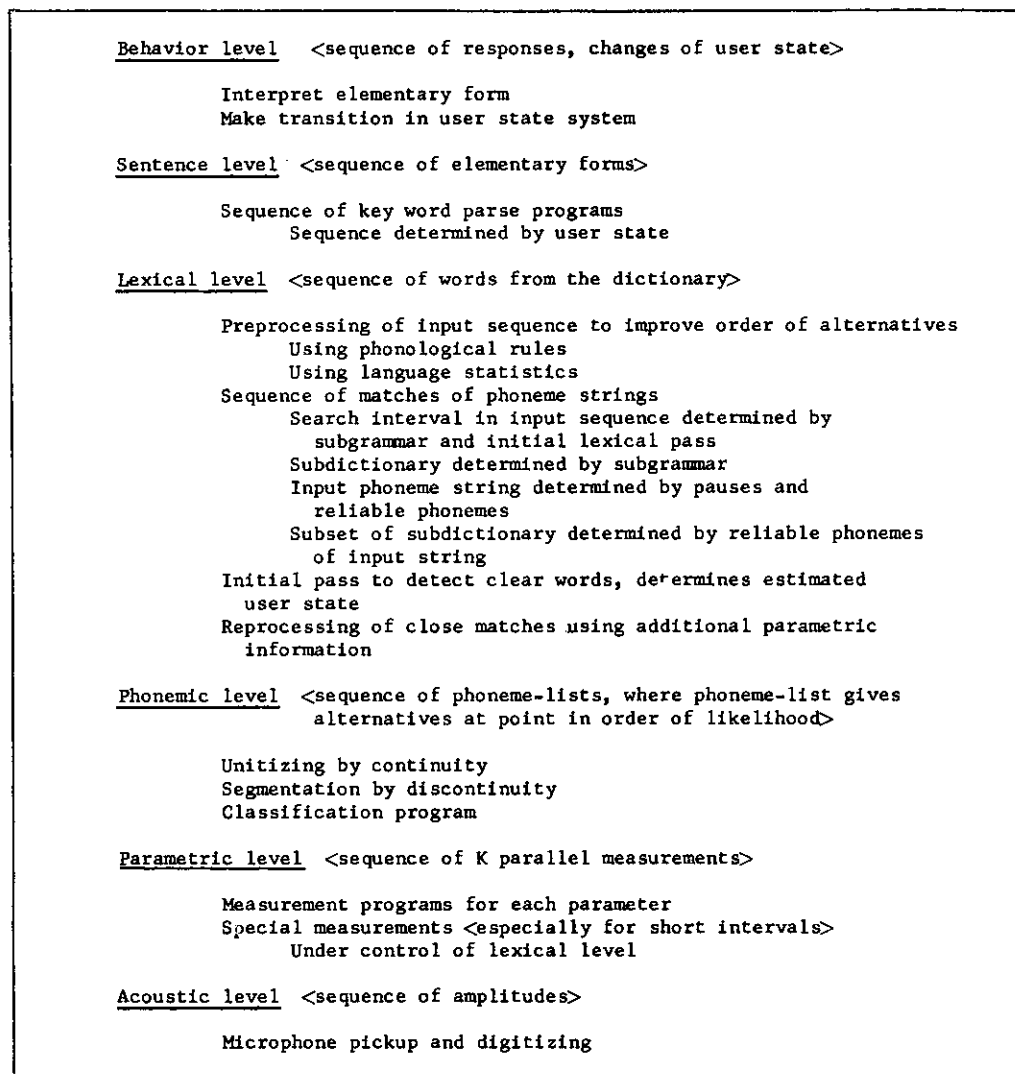 Behavior level <sequence of responses, changes of user state>
Interpret elementary form
Make transition in user state system
Sentence level <sequence of elementary forms>
Sequence of key word parse programs
Sequence determined by user state
Lexical level <sequence of words from the dictionary>
Preprocessing of input sequence to improve order of alternatives
Using phonological rules
Using language statistics
Sequence of matches of phoneme strings
Search interval in input sequence determined by
subgrammar and initial lexical pass
Subdictionary determined by subgrammar
Input phoneme string determined by pauses and
reliable phonemes
Subset of subdictionary determined by reliable phonemes
of input string
Initial pass to detect clear words, determines estimated
user state
Reprocessing of close matches using additional parametric
information
Phonemic level <sequence of phoneme-lists, where phoneme-list gives
alternatives at point in order of likelihood>
Unitizing by continuity
Segmentation by discontinuity
Classification program
Parametric level <sequence of K parallel measurements>
Measurement programs for each parameter
Special measurements <especially for short intervals>
Under control of lexical level
Acoustic level <sequence of amplitudes>
Microphone pickup and digitizing